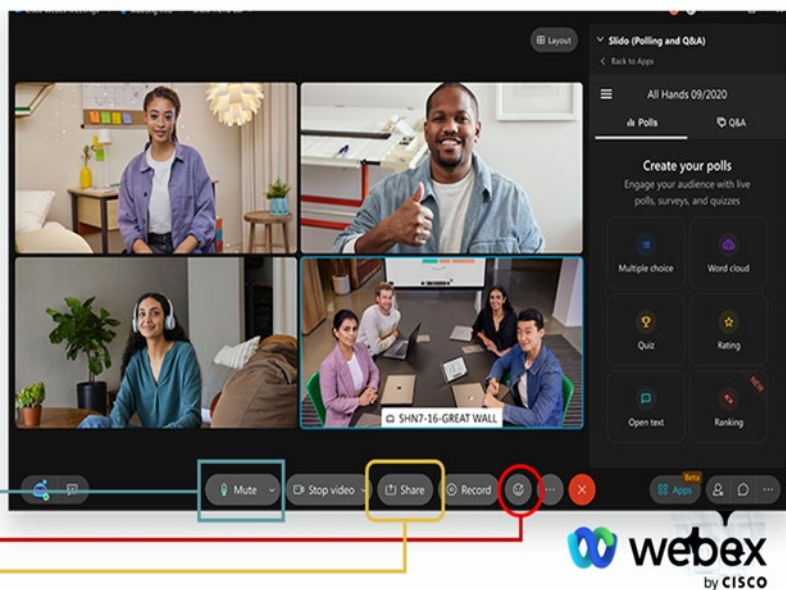 Layout
Slido (Polling and Q&A)
Back to Apps
All Hands 09/2020
Polls
Q&A
Create your polls
Engage your audience with live
polls, surveys, and quizzes
Multiple choice
Word cloud
Quiz
Rating
NEW
Open text
Ranking
SHN7-16-GREAT WALL
Mute
Stop video
Share
Record
Beta
Apps
webex
by CISCO